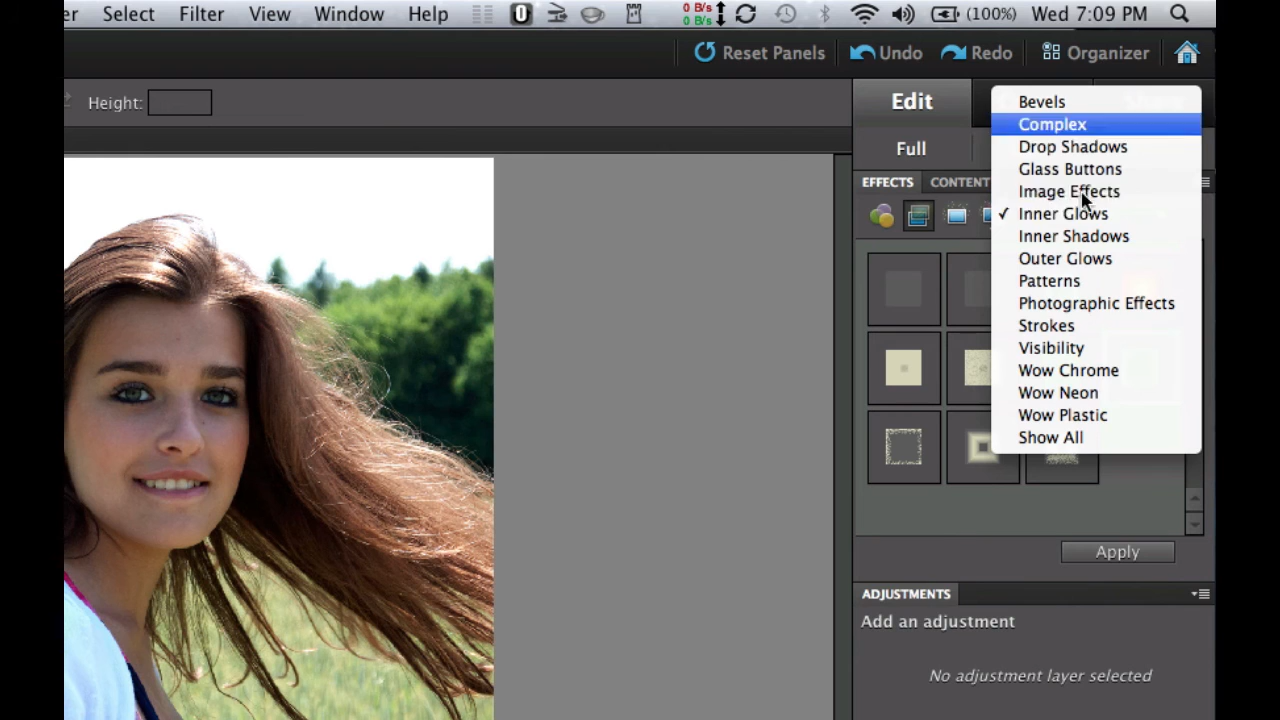 er Select Filter View Window Help 0 B/s 0 B/s (100%) Wed 7:09 PM
Reset Panels Undo Redo Organizer
Height:
Edit
Full
EFFECTS CONTENT
Bevels
Complex
Drop Shadows
Glass Buttons
Image Effects
✓ Inner Glows
Inner Shadows
Outer Glows
Patterns
Photographic Effects
Strokes
Visibility
Wow Chrome
Wow Neon
Wow Plastic
Show All
Apply
ADJUSTMENTS
Add an adjustment
No adjustment layer selected